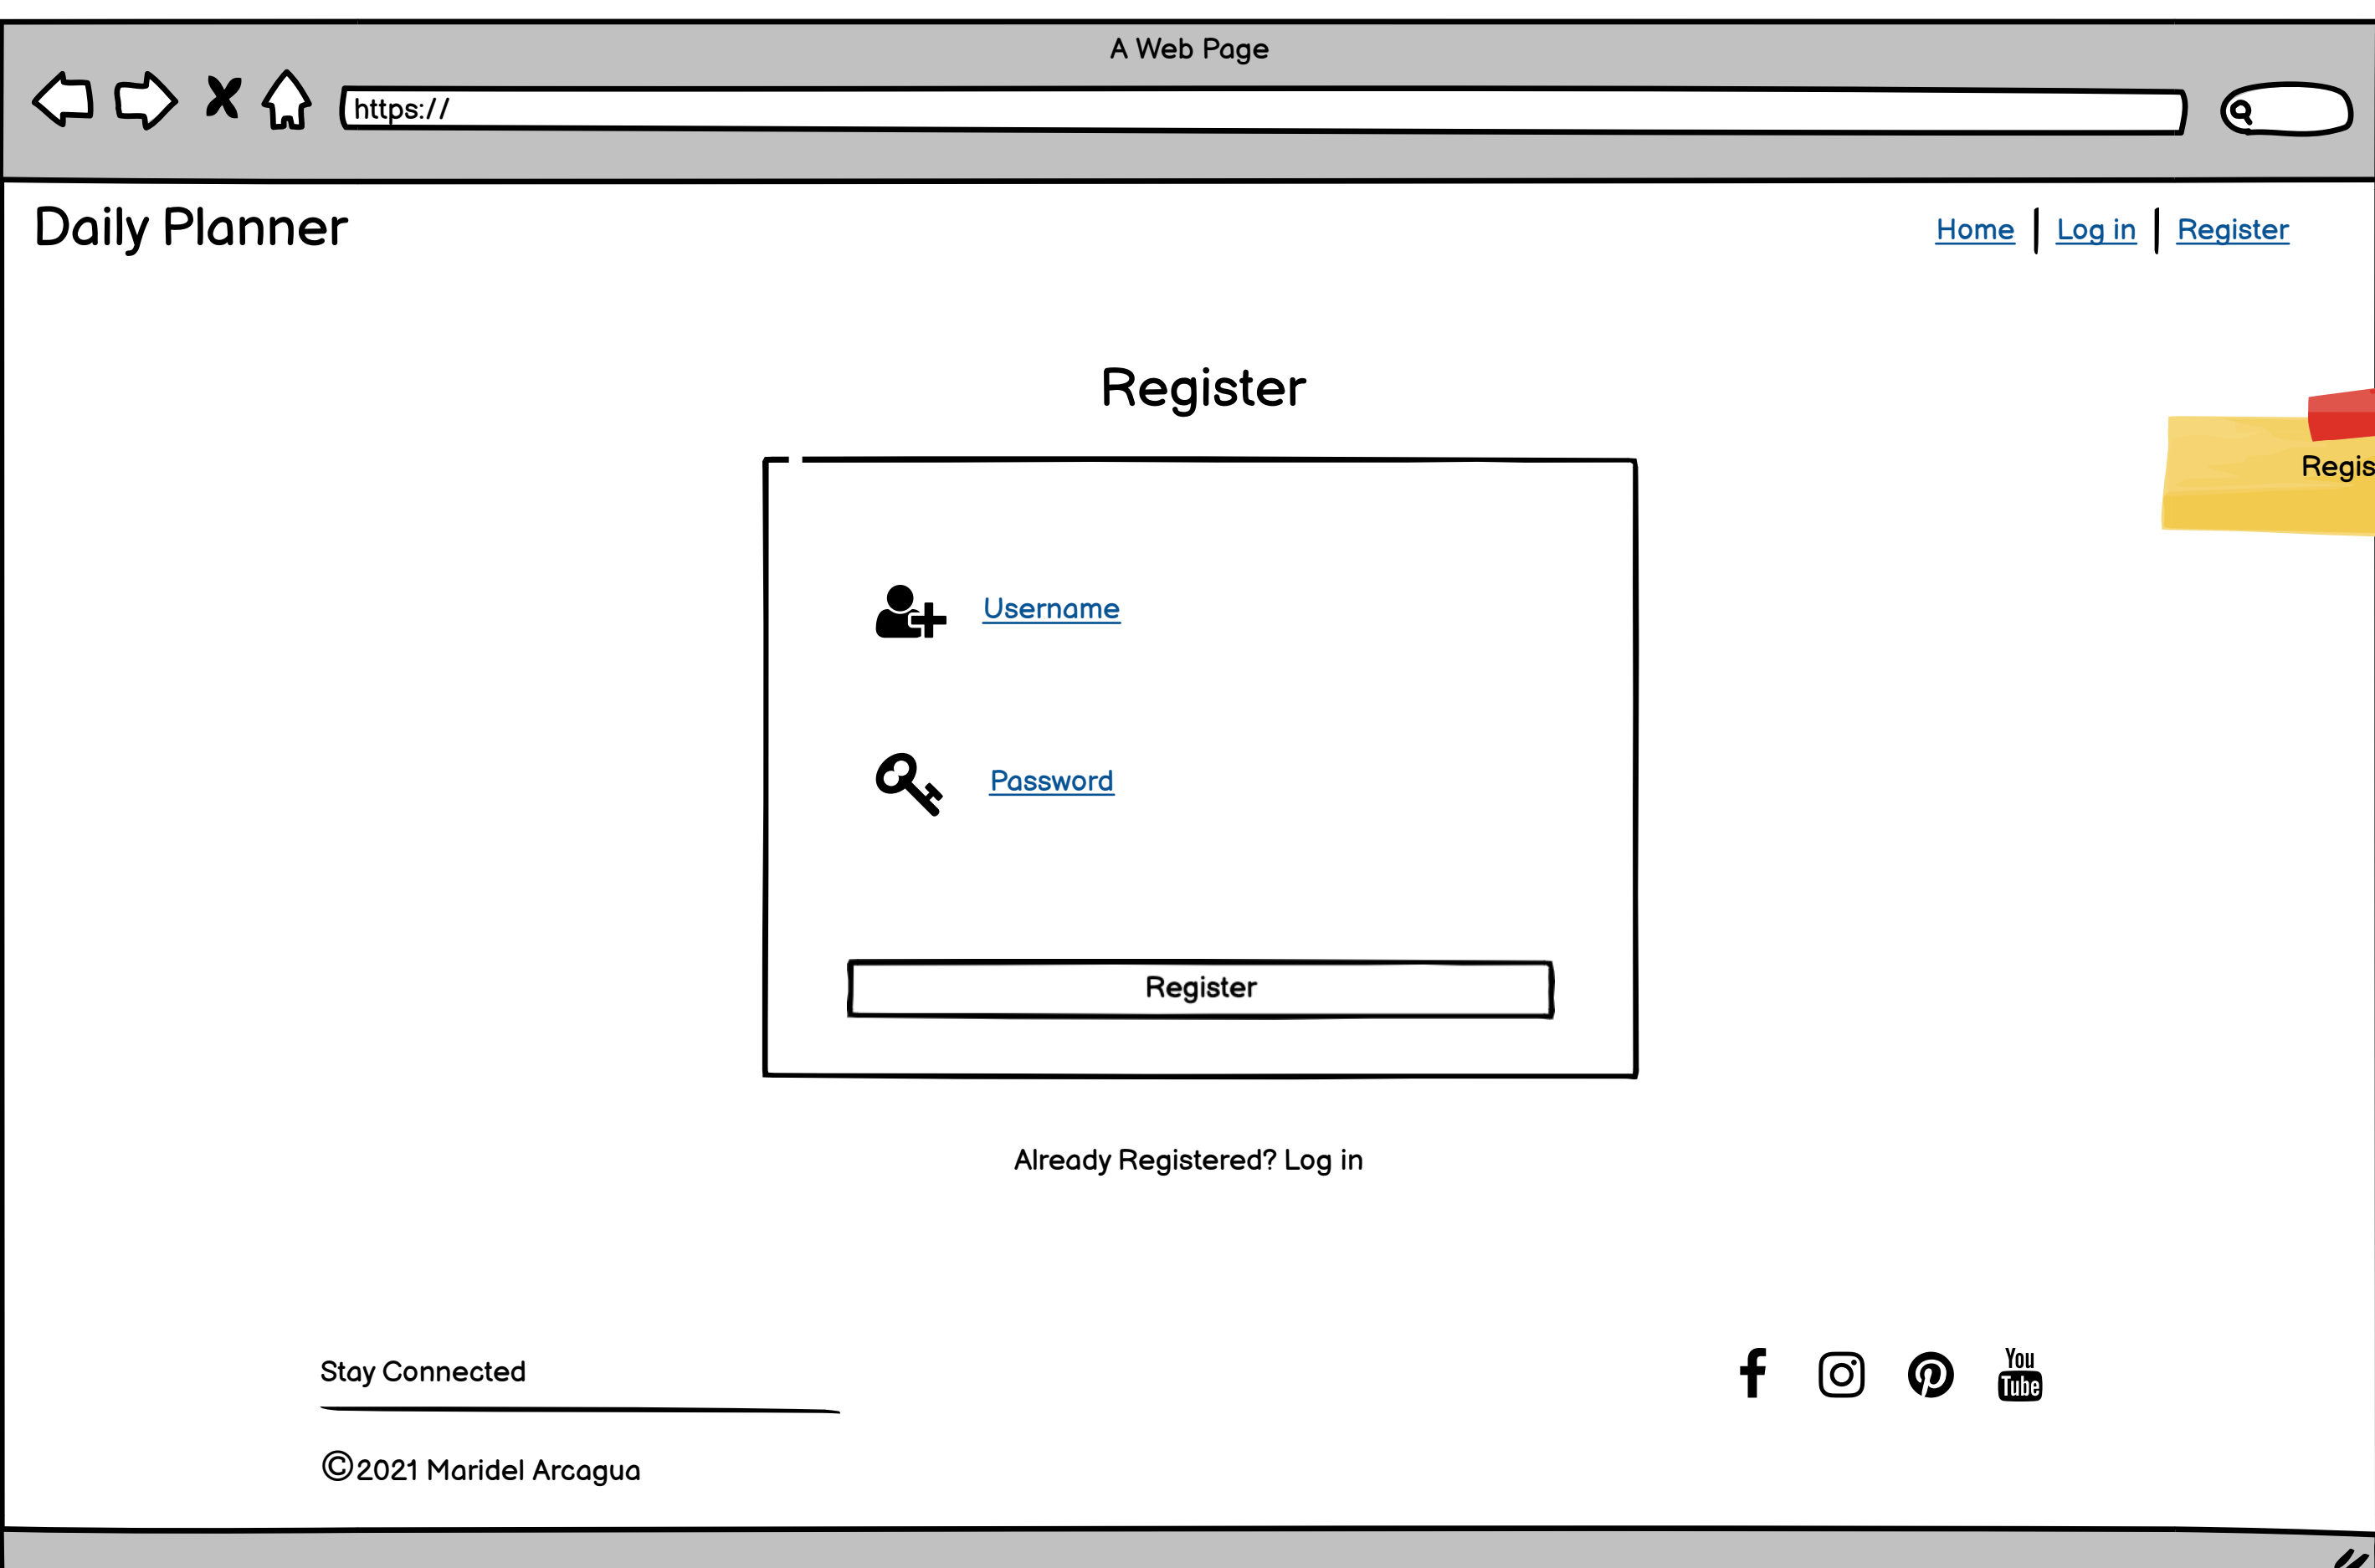 A Web Page
https://
Daily Planner
Home | Log in | Register
Register
Regis
Username
Password
Register
Already Registered? Log in
Stay Connected
You
Tube
©2021 Maridel Arcagua